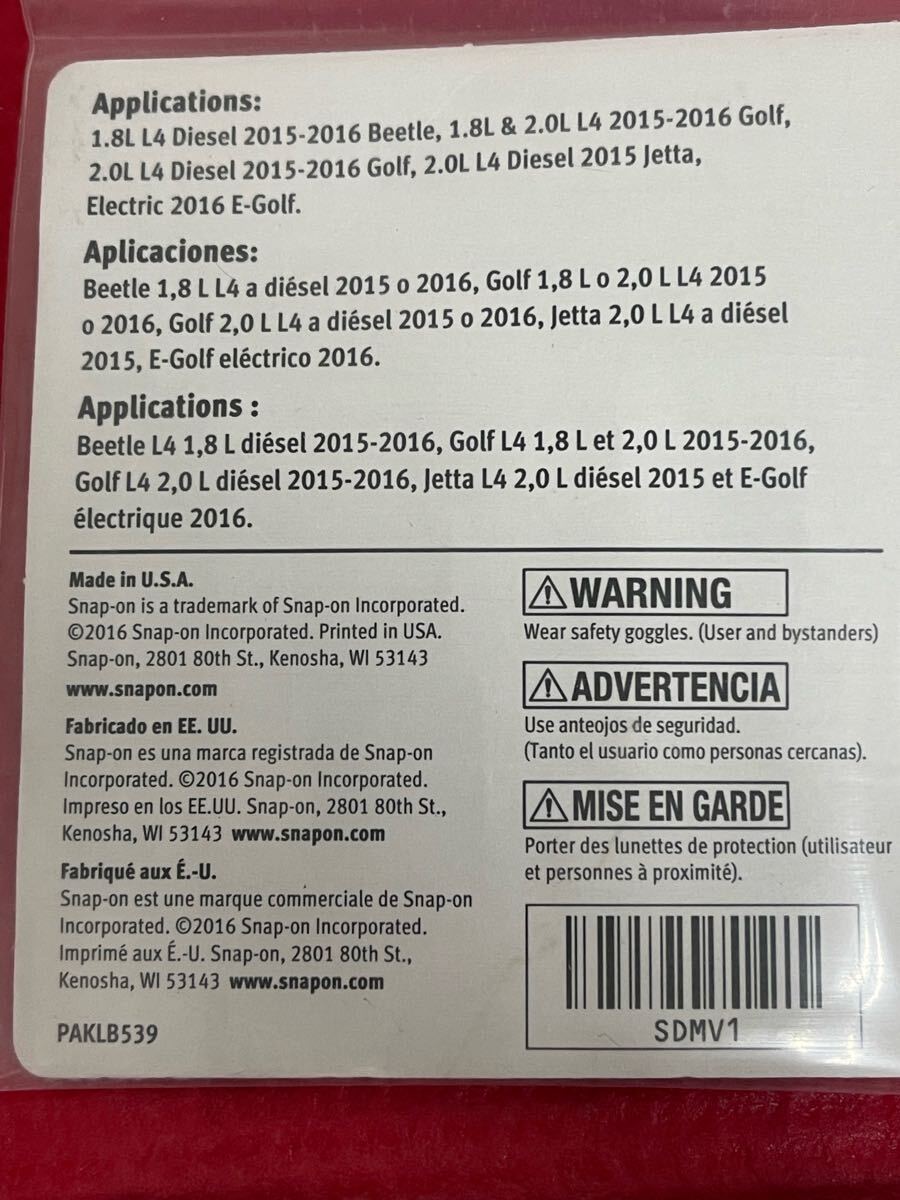 Applications:
1.8L L4 Diesel 2015-2016 Beetle, 1.8L & 2.0L L4 2015-2016 Golf,
2.0L L4 Diesel 2015-2016 Golf, 2.0L L4 Diesel 2015 Jetta,
Electric 2016 E-Golf.
Aplicaciones:
Beetle 1,8 L L4 a diésel 2015 o 2016, Golf 1,8 L o 2,0 L L4 2015
o 2016, Golf 2,0 L L4 a diésel 2015 o 2016, Jetta 2,0 L L4 a diésel
2015, E-Golf eléctrico 2016.
Applications :
Beetle L4 1,8 L diésel 2015-2016, Golf L4 1,8 L et 2,0 L 2015-2016,
Golf L4 2,0 L diésel 2015-2016, Jetta L4 2,0 L diésel 2015 et E-Golf
électrique 2016.
Made in U.S.A.
Snap-on is a trademark of Snap-on Incorporated.
©2016 Snap-on Incorporated. Printed in USA.
Snap-on, 2801 80th St., Kenosha, WI 53143
www.snapon.com
Fabricado en EE. UU.
Snap-on es una marca registrada de Snap-on
Incorporated. ©2016 Snap-on Incorporated.
Impreso en los EE.UU. Snap-on, 2801 80th St.,
Kenosha, WI 53143 www.snapon.com
Fabriqué aux É.-U.
Snap-on est une marque commerciale de Snap-on
Incorporated. ©2016 Snap-on Incorporated.
Imprimé aux É.-U. Snap-on, 2801 80th St.,
Kenosha, WI 53143 www.snapon.com
PAKLB539
WARNING
Wear safety goggles. (User and bystanders)
ADVERTENCIA
Use anteojos de seguridad.
(Tanto el usuario como personas cercanas).
MISE EN GARDE
Porter des lunettes de protection (utilisateur
et personnes à proximité).
SDMV1